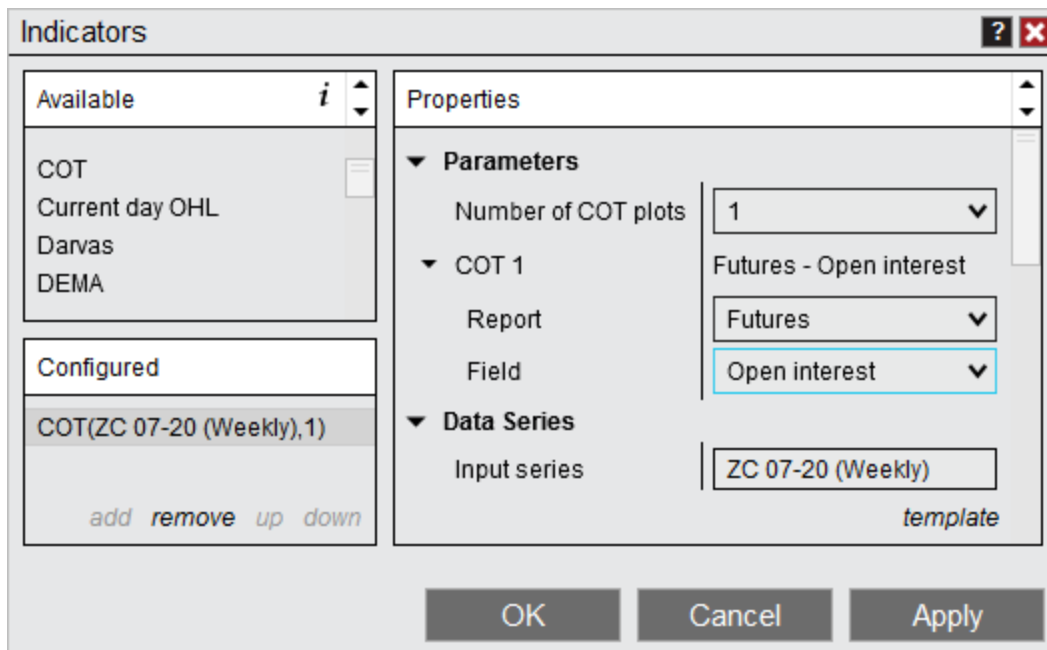 Indicators
?
Available i
COT
Current day OHL
Darvas
DEMA
Configured
COT(ZC 07-20 (Weekly),1)
add remove up down
Properties
Parameters
Number of COT plots 1
COT 1 Futures - Open interest
Report Futures
Field Open interest
Data Series
Input series ZC 07-20 (Weekly)
template
OK Cancel Apply